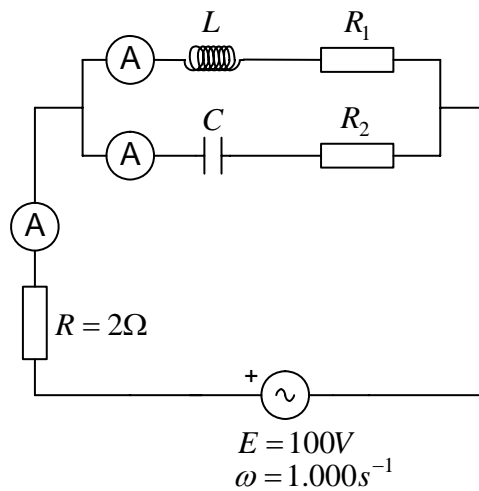 L
R₁
A
C
R₂
A
A
R = 2Ω
+
E = 100V
ω = 1.000s⁻¹